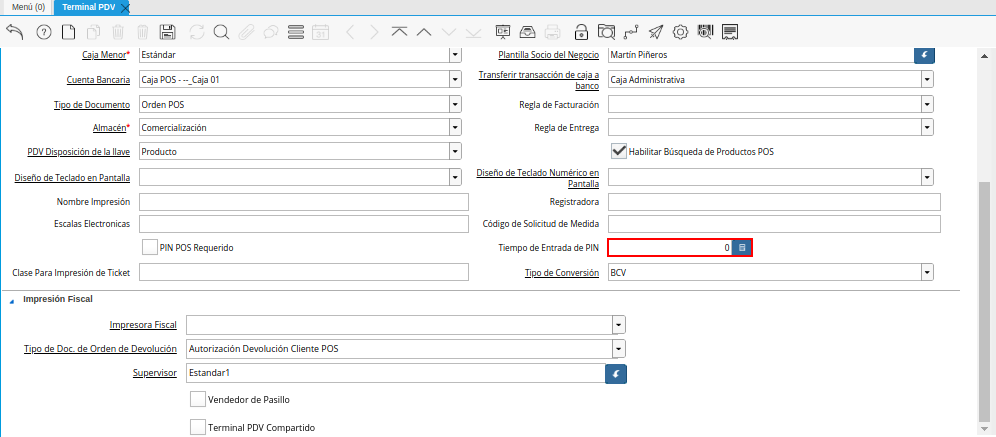 Menú (0) Terminal PDV
Caja Menor* Estándar Plantilla Socio del Negocio Martín Piñeros
Cuenta Bancaria Caja POS - --_Caja 01 Transferir transacción de caja a banco Caja Administrativa
Tipo de Documento Orden POS Regla de Facturación
Almacén* Comercialización Regla de Entrega
PDV Disposición de la llave Producto Habilitar Búsqueda de Productos POS
Diseño de Teclado en Pantalla Diseño de Teclado Numérico en Pantalla
Nombre Impresión Registradora
Escalas Electronicas Código de Solicitud de Medida
PIN POS Requerido Tiempo de Entrada de PIN 0
Clase Para Impresión de Ticket Tipo de Conversión BCV
Impresión Fiscal
Impresora Fiscal
Tipo de Doc. de Orden de Devolución Autorización Devolución Cliente POS
Supervisor Estandar1
Vendedor de Pasillo
Terminal PDV Compartido